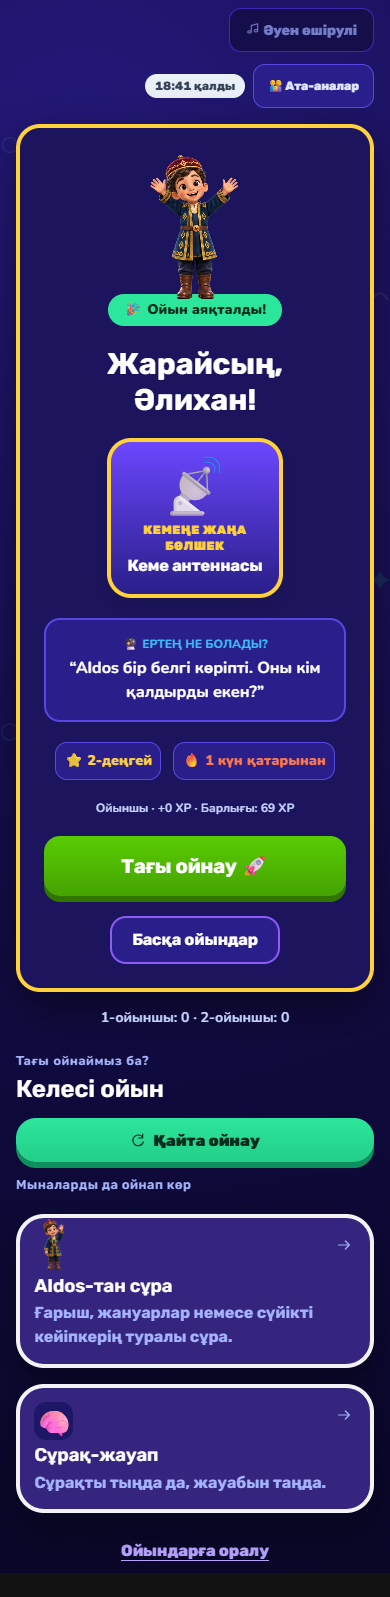 Әуен өшірулі
18:41 қалды
Ата-аналар
Ойын аяқталды!
Жарайсың,
Әлихан!
КЕМЕҢЕ ЖАҢА
БӨЛШЕК
Кеме антеннасы
ЕРТЕҢ НЕ БОЛАДЫ?
“Aldos бір белгі көріпті. Оны кім
қалдырды екен?”
2-деңгей
1 күн қатарынан
Ойыншы · +0 XP · Барлығы: 69 XP
Тағы ойнау
Басқа ойындар
1-ойыншы: 0 · 2-ойыншы: 0
Тағы ойнаймыз ба?
Келесі ойын
Қайта ойнау
Мыналарды да ойнап көр
Aldos-тан сұра
Ғарыш, жануарлар немесе сүйікті
кейіпкерің туралы сұра.
Сұрақ-жауап
Сұрақты тыңда да, жауабын таңда.
Ойындарға оралу